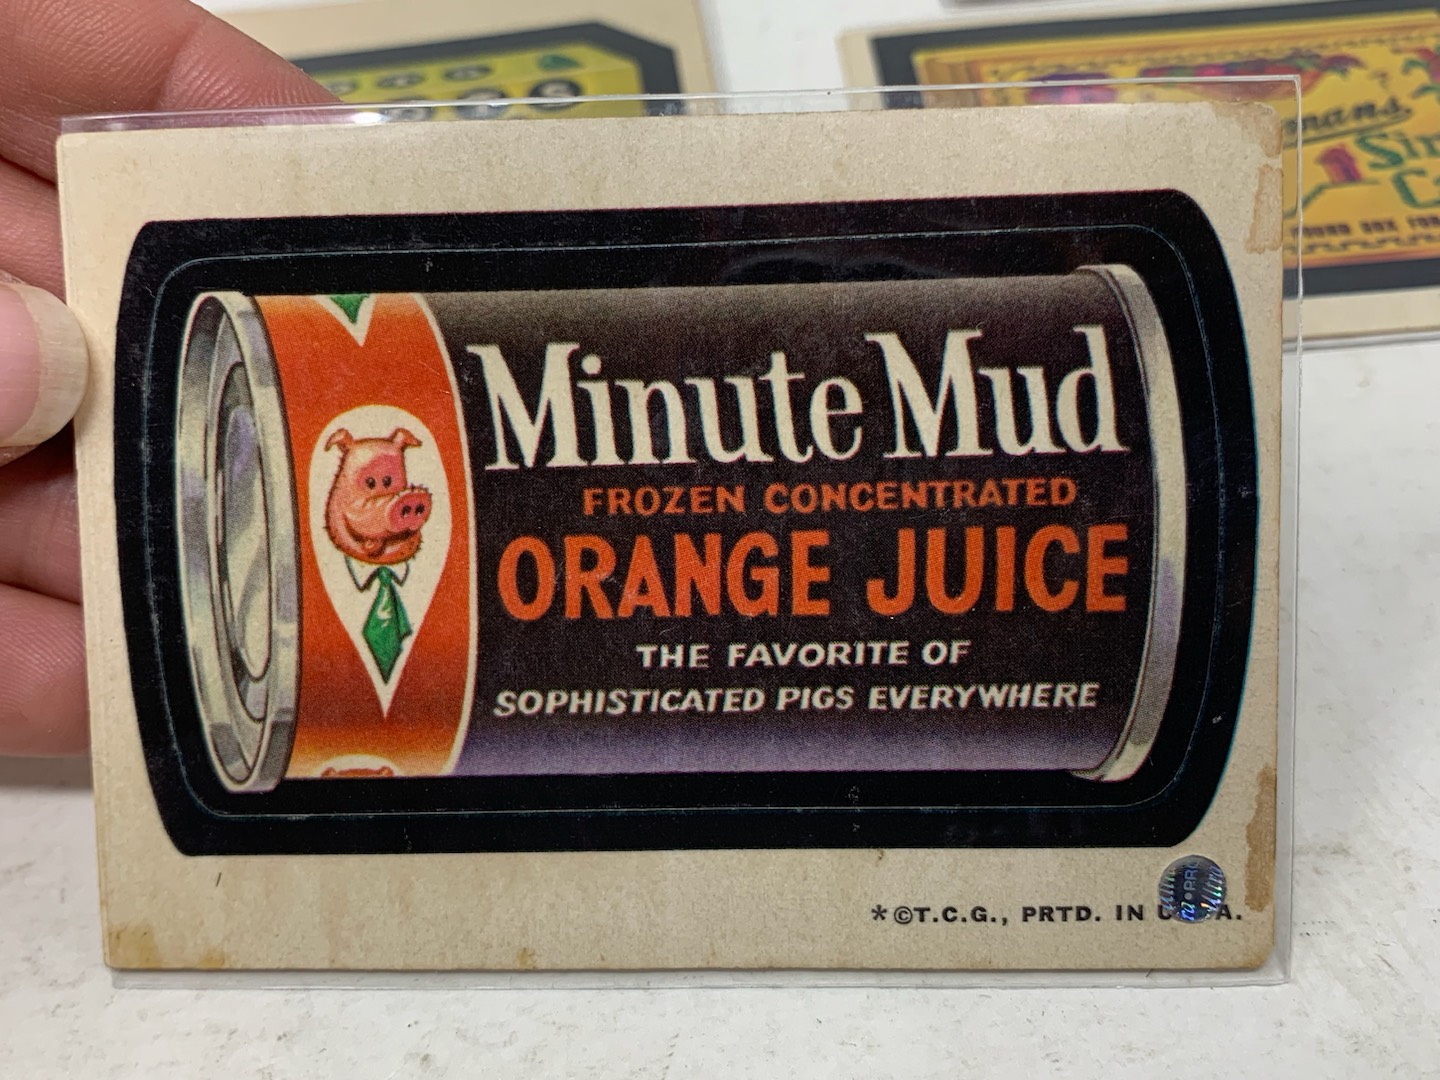 Minute Mud
FROZEN CONCENTRATED
ORANGE JUICE
THE FAVORITE OF
SOPHISTICATED PIGS EVERYWHERE
*©T.C.G., PRTD. IN U A.